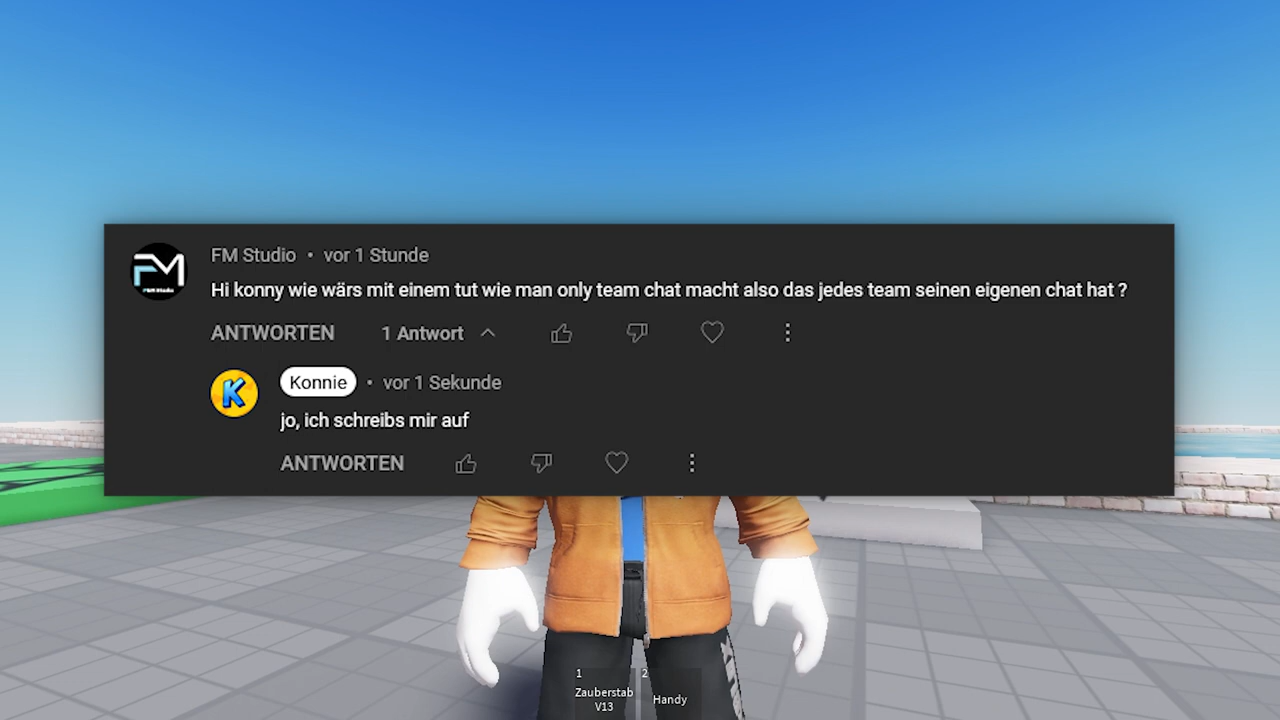 FM Studio • vor 1 Stunde
Hi konny wie wärs mit einem tut wie man only team chat macht also das jedes team seinen eigenen chat hat ?
ANTWORTEN 1 Antwort
Konnie • vor 1 Sekunde
jo, ich schreibs mir auf
ANTWORTEN
1 2
Zauberstab V13 Handy